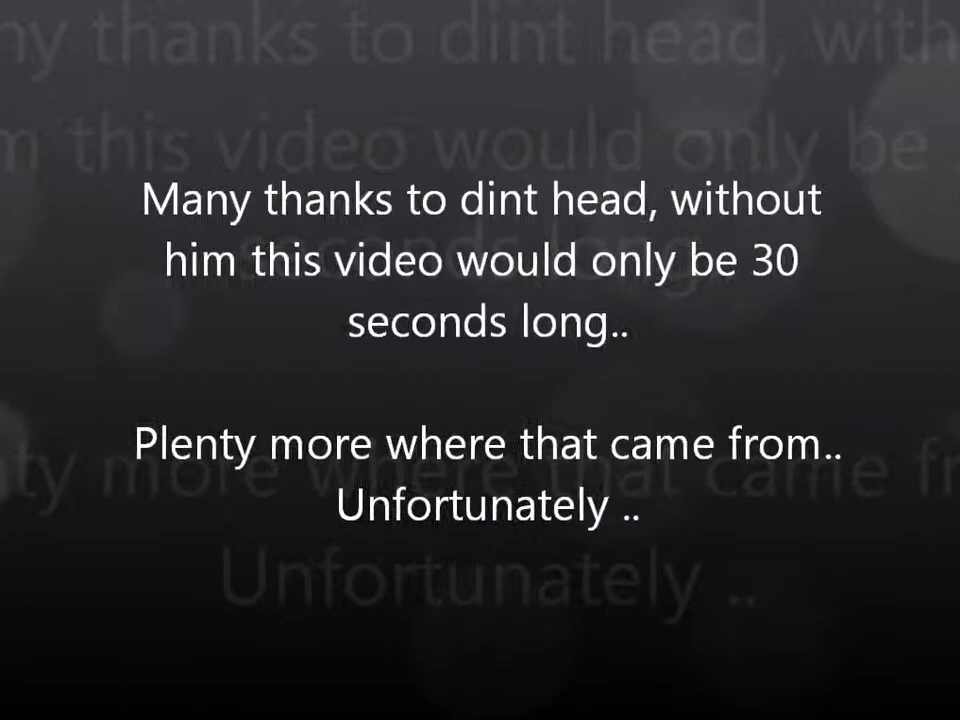 Many thanks to dint head, without
him this video would only be 30
seconds long..
Plenty more where that came from..
Unfortunately ..